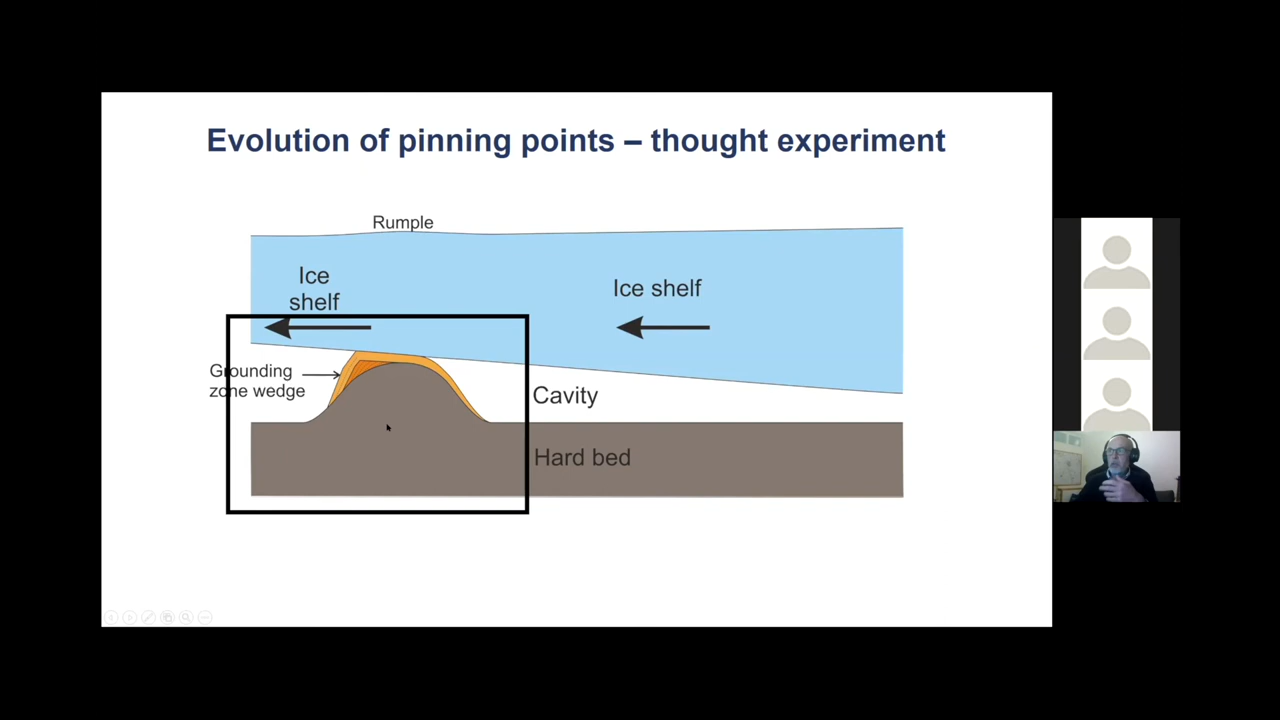 Evolution of pinning points – thought experiment
Rumple
Ice
shelf
Ice shelf
Grounding
zone wedge
Cavity
Hard bed